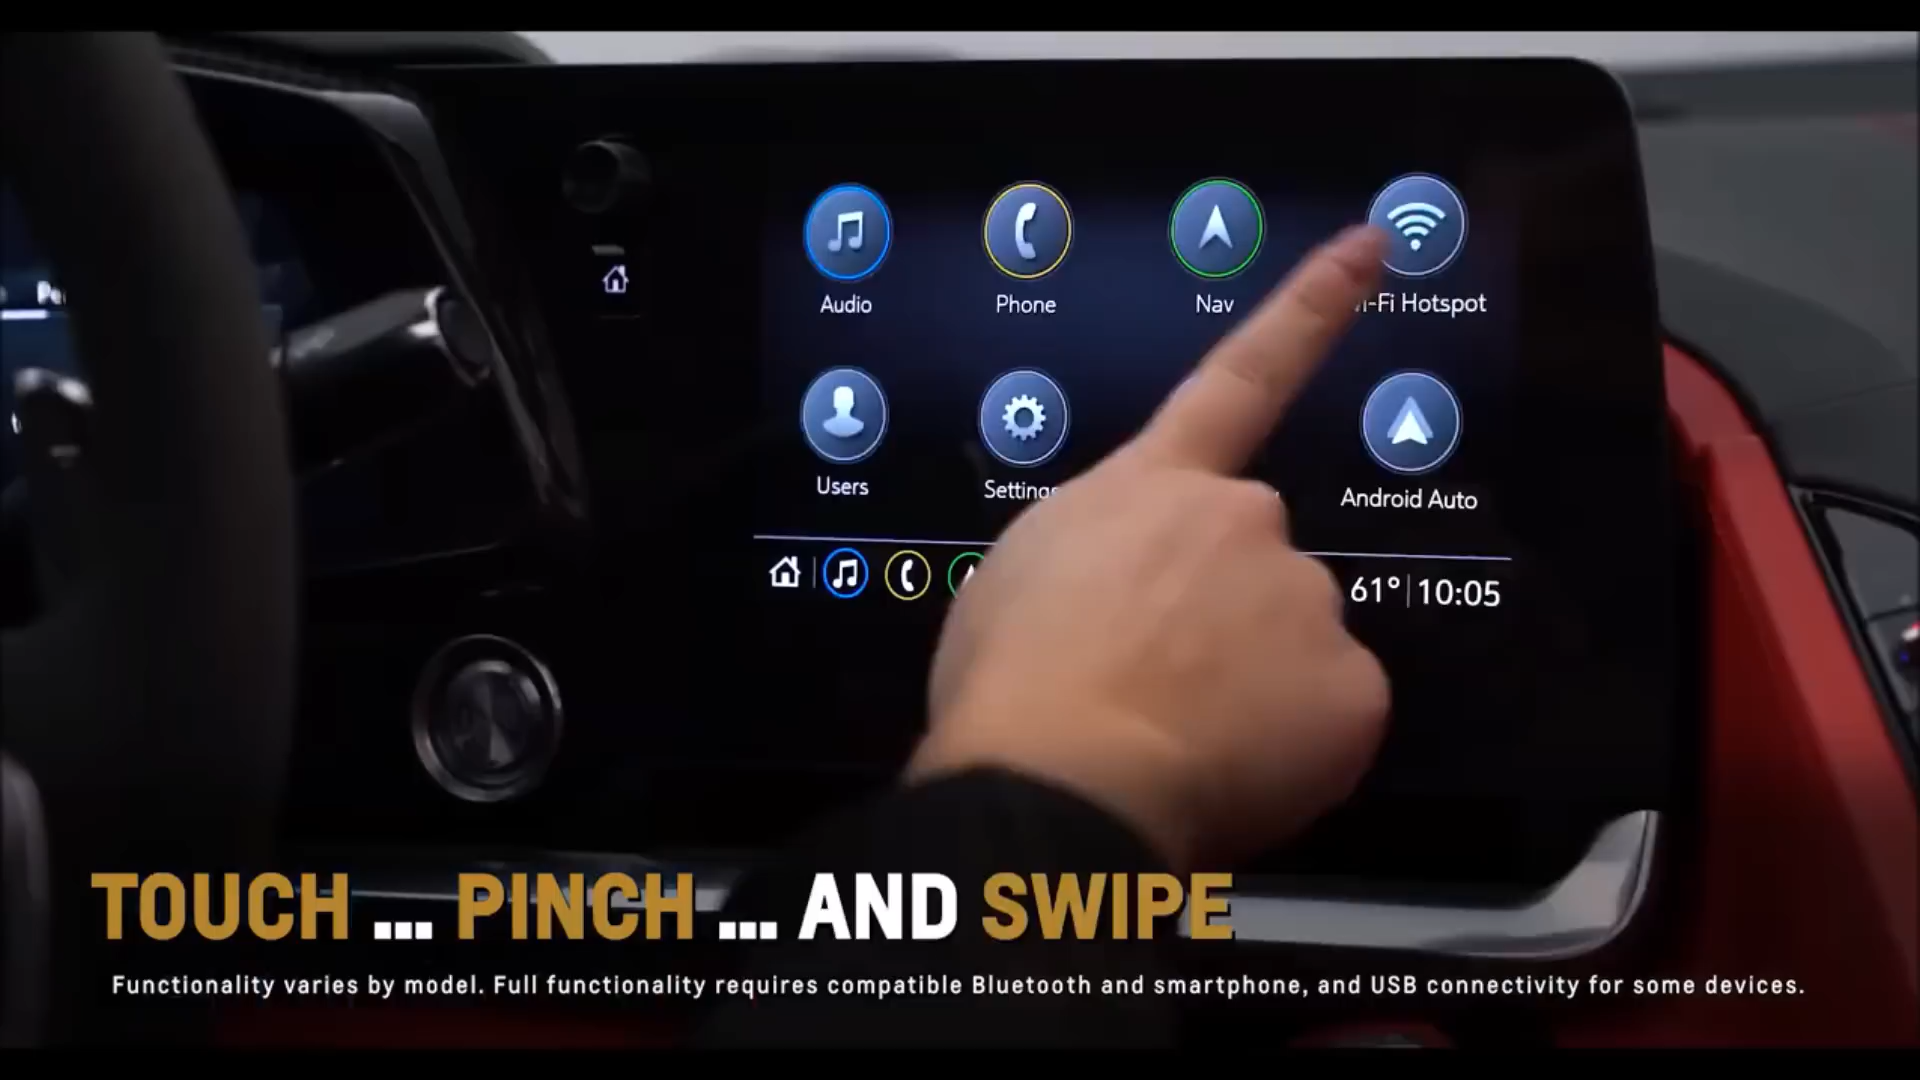 Audio
Phone
Nav
-Fi Hotspot
Users
Settings
Android Auto
61° 10:05
TOUCH ... PINCH ... AND SWIPE
Functionality varies by model. Full functionality requires compatible Bluetooth and smartphone, and USB connectivity for some devices.